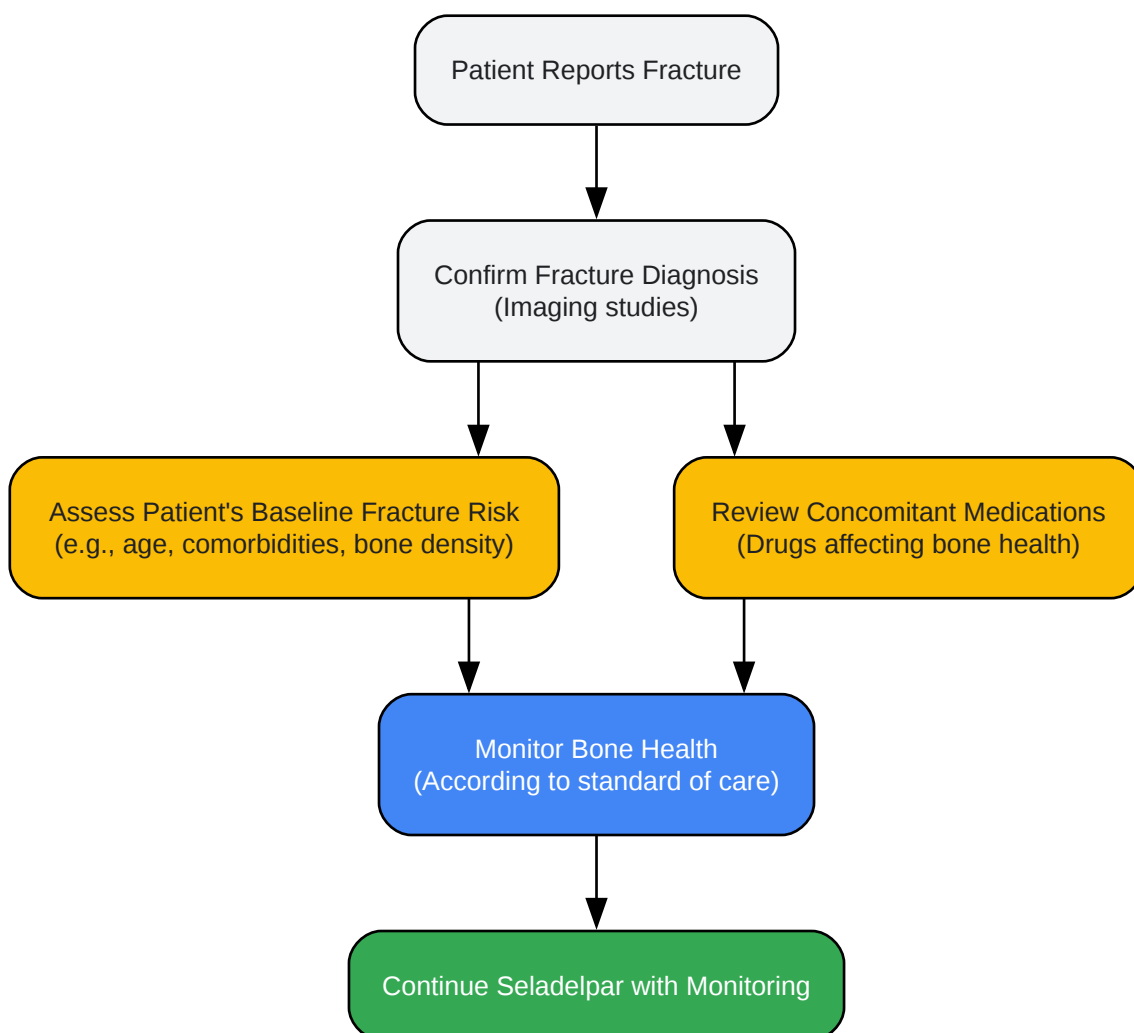 Patient Reports Fracture
Confirm Fracture Diagnosis
(Imaging studies)
Assess Patient's Baseline Fracture Risk
(e.g., age, comorbidities, bone density)
Review Concomitant Medications
(Drugs affecting bone health)
Monitor Bone Health
(According to standard of care)
Continue Seladelpar with Monitoring